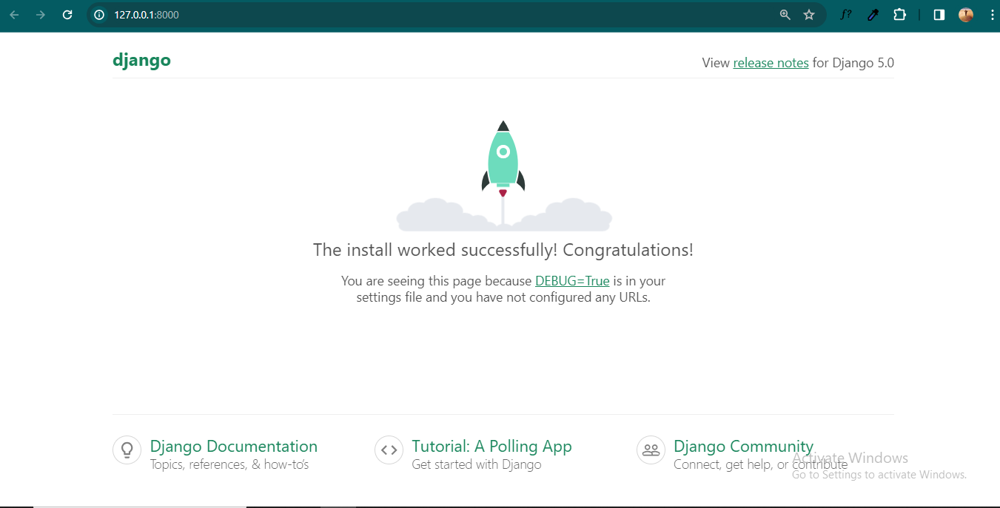 127.0.0.1:8000
f?
django
View release notes for Django 5.0
The install worked successfully! Congratulations!
You are seeing this page because DEBUG=True is in your
settings file and you have not configured any URLs.
Django Documentation
Topics, references, & how-to’s
Tutorial: A Polling App
Get started with Django
Django Community
Connect, get help, or contribute
Activate Windows
Go to Settings to activate Windows.